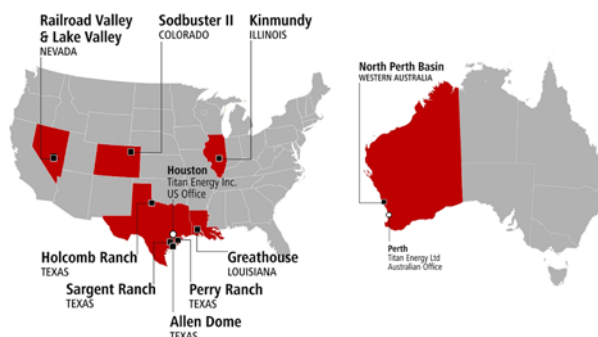 Railroad Valley
& Lake Valley
NEVADA
Sodbuster II
COLORADO
Kinmundy
ILLINOIS
North Perth Basin
WESTERN AUSTRALIA
Houston
Titan Energy Inc.
US Office
Holcomb Ranch
TEXAS
Greathouse
LOUISIANA
Perth
Titan Energy Ltd
Australian Office
Sargent Ranch
TEXAS
Perry Ranch
TEXAS
Allen Dome
TEXAS